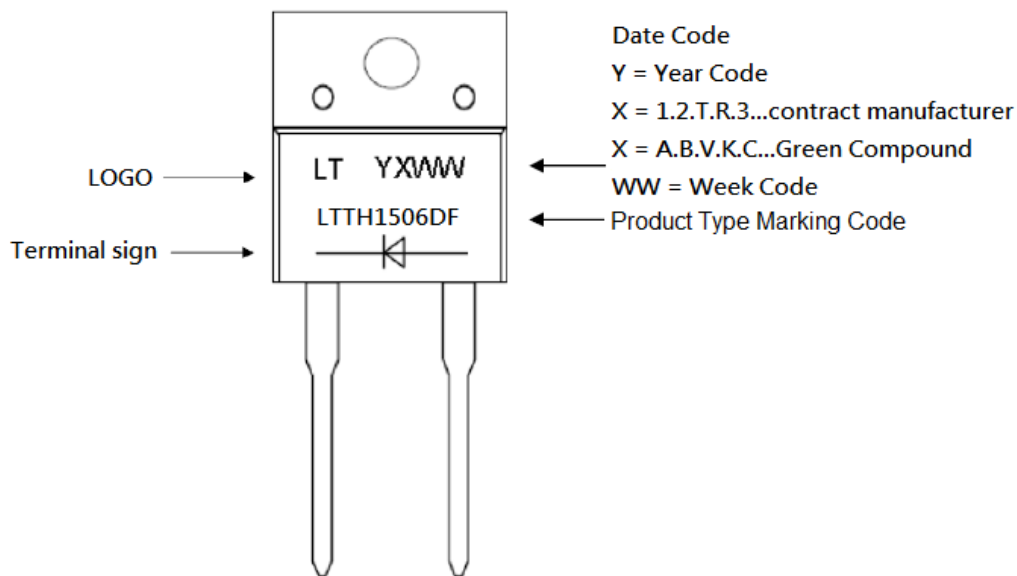 Date Code
Y = Year Code
X = 1.2.T.R.3...contract manufacturer
X = A.B.V.K.C...Green Compound
WW = Week Code
Product Type Marking Code
LOGO
Terminal sign
LT YXWW
LTTH1506DF